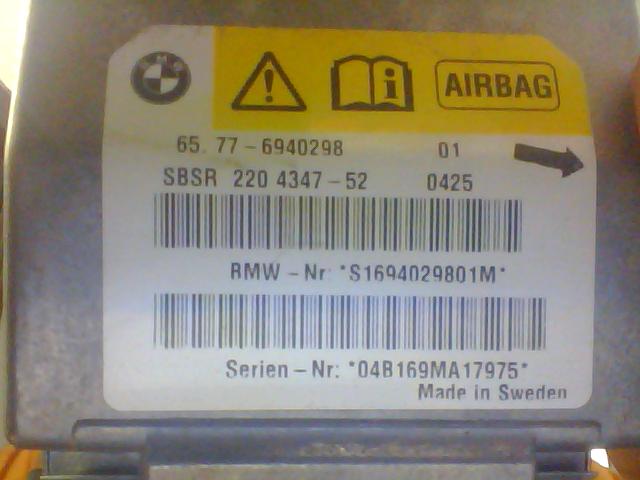 BMW
i AIRBAG
65. 77-6940298 01
SBSR 220 4347-52 0425
BMW-Nr: *S1694029801M*
Serien-Nr: *04B169MA17975*
Made in Sweden